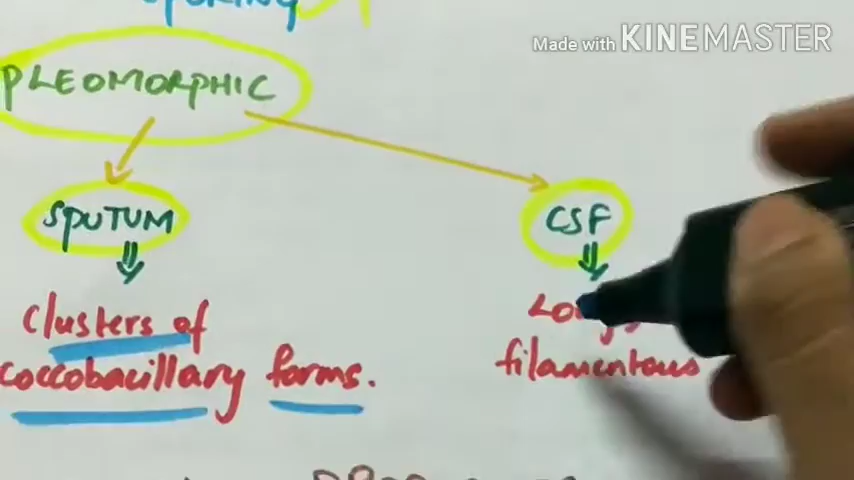 Made with KINEMASTER
PLEOMORPHIC
SPUTUM
CSF
Clusters of
coccobacillary forms.
filamentous